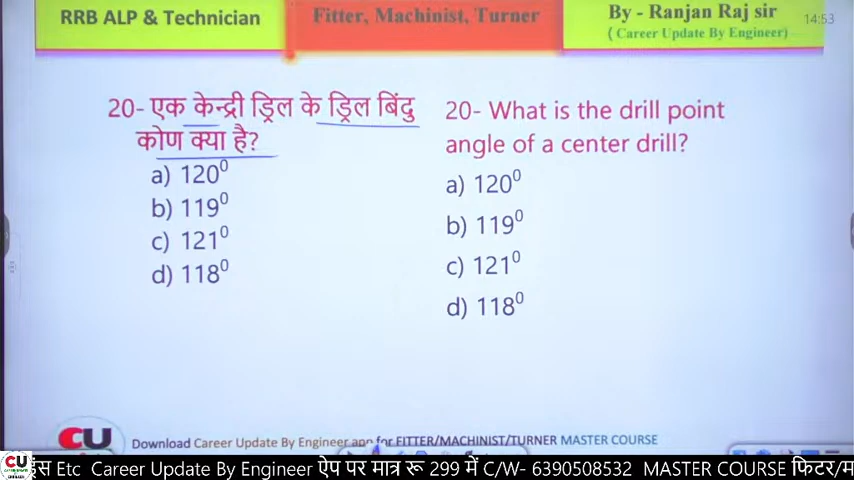 RRB ALP & Technician
Fitter, Machinist, Turner
By - Ranjan Raj sir
( Career Update By Engineer)
14:53
20- एक केन्द्री ड्रिल के ड्रिल बिंदु
कोण क्या है?
a) 120⁰
b) 119⁰
c) 121⁰
d) 118⁰
20- What is the drill point
angle of a center drill?
a) 120⁰
b) 119⁰
c) 121⁰
d) 118⁰
CU
Download Career Update By Engineer app for FITTER/MACHINIST/TURNER MASTER COURSE
CU
Etc Career Update By Engineer ऐप पर मात्र रू 299 में C/W- 6390508532 MASTER COURSE फिटर/म